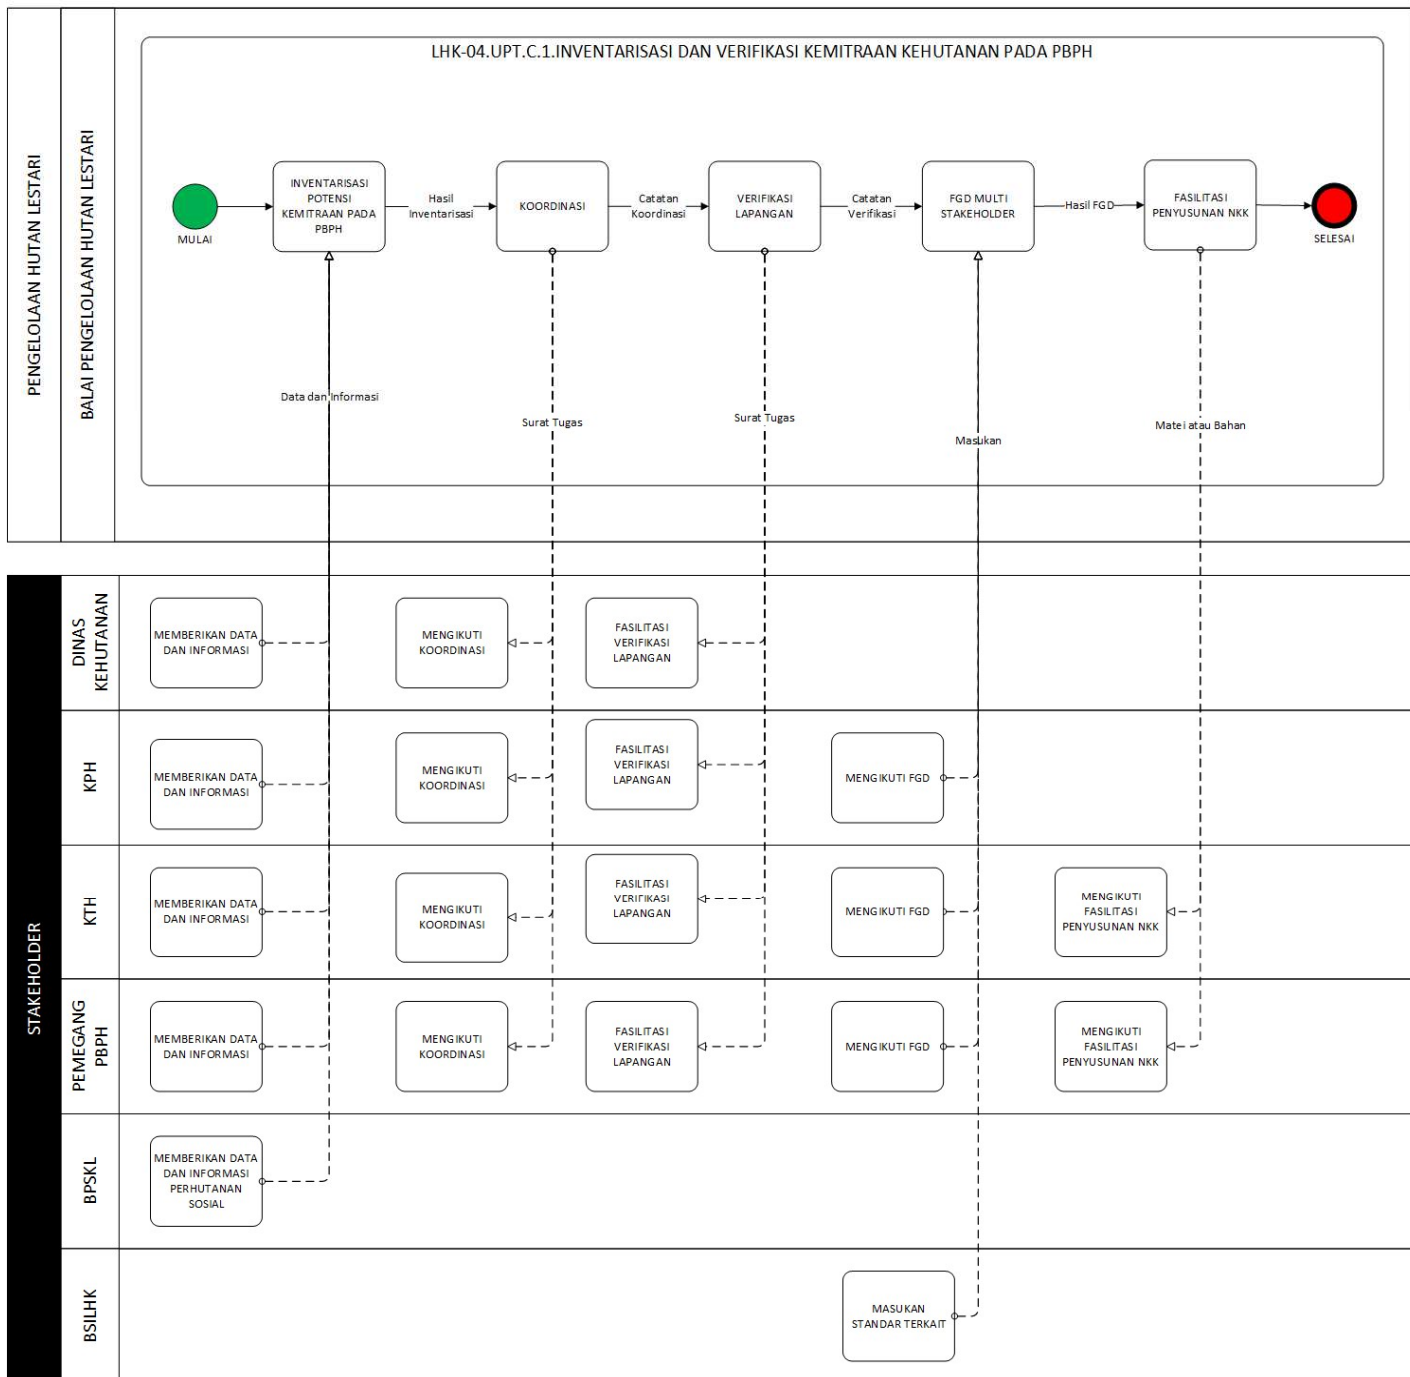 LHK-04.UPT.C.1.INVENTARISASI DAN VERIFIKASI KEMITRAAN KEHUTANAN PADA PBPH
PENGELOLAAN HUTAN LESTARI
BALAI PENGELOLAAN HUTAN LESTARI
MULAI
INVENTARISASI
POTENSI
KEMITRAAN PADA
PBPH
Hasil
Inventarisasi
KOORDINASI
Catatan
Koordinasi
VERIFIKASI
LAPANGAN
Catatan
Verifikasi
FGD MULTI
STAKEHOLDER
Hasil FGD
FASILITASI
PENYUSUNAN NKK
SELESAI
Data dan Informasi
Surat Tugas
Surat Tugas
Masukan
Matei atau Bahan
STAKEHOLDER
DINAS
KEHUTANAN
MEMBERIKAN DATA
DAN INFORMASI
MENGIKUTI
KOORDINASI
FASILITASI
VERIFIKASI
LAPANGAN
KPH
MEMBERIKAN DATA
DAN INFORMASI
MENGIKUTI
KOORDINASI
FASILITASI
VERIFIKASI
LAPANGAN
MENGIKUTI FGD
KTH
MEMBERIKAN DATA
DAN INFORMASI
MENGIKUTI
KOORDINASI
FASILITASI
VERIFIKASI
LAPANGAN
MENGIKUTI FGD
MENGIKUTI
FASILITASI
PENYUSUNAN NKK
PEMEGANG
PBPH
MEMBERIKAN DATA
DAN INFORMASI
MENGIKUTI
KOORDINASI
FASILITASI
VERIFIKASI
LAPANGAN
MENGIKUTI FGD
MENGIKUTI
FASILITASI
PENYUSUNAN NKK
BPSKL
MEMBERIKAN DATA
DAN INFORMASI
PERHUTANAN
SOSIAL
BSILHK
MASUKAN
STANDAR TERKAIT